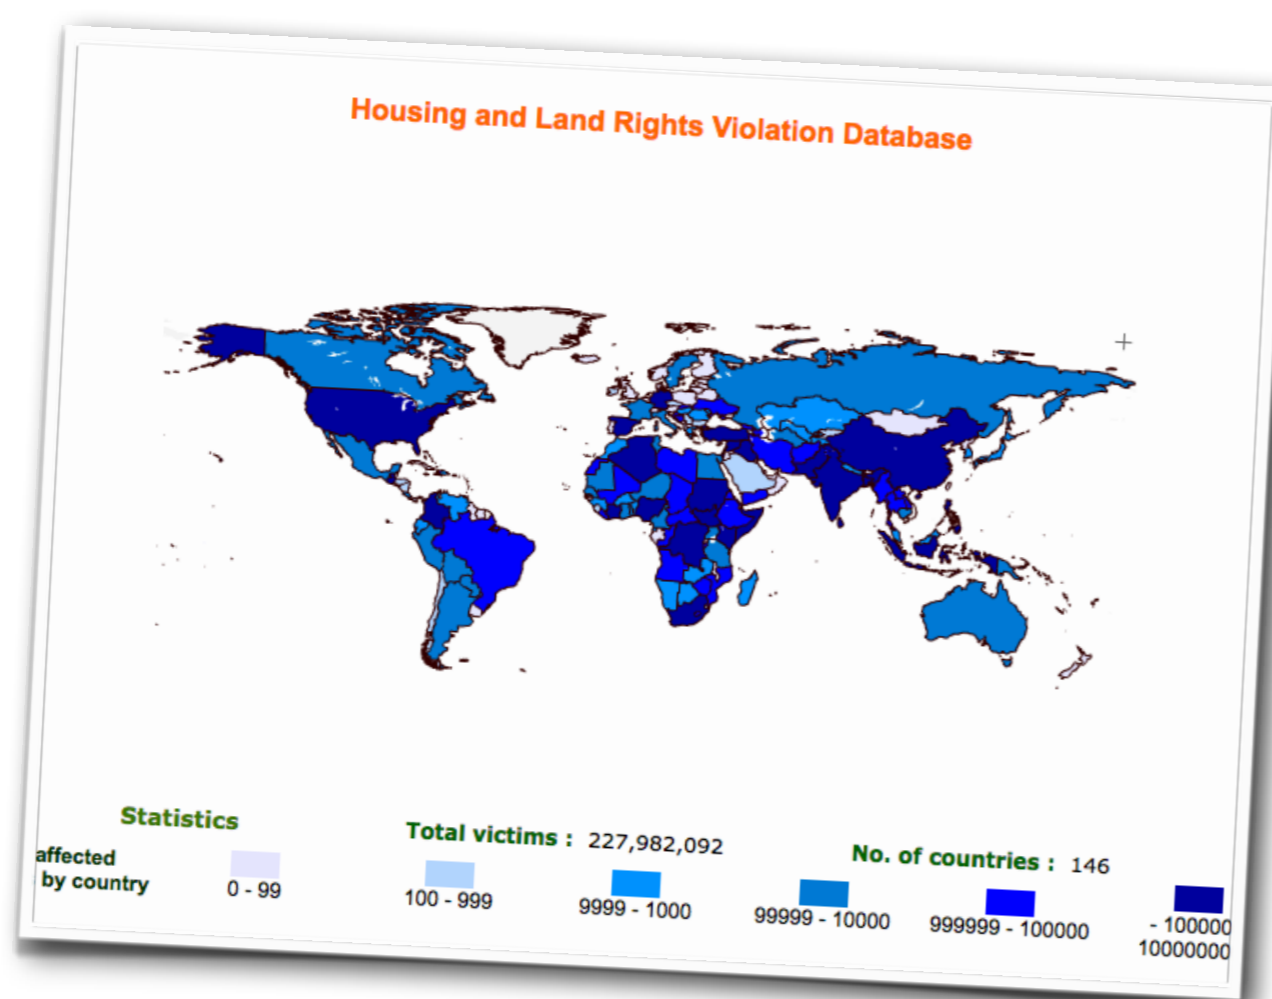 Housing and Land Rights Violation Database
Statistics
Total victims : 227,982,092
No. of countries : 146
affected
by country
0 - 99
100 - 999
9999 - 1000
99999 - 10000
999999 - 100000
- 100000
10000000